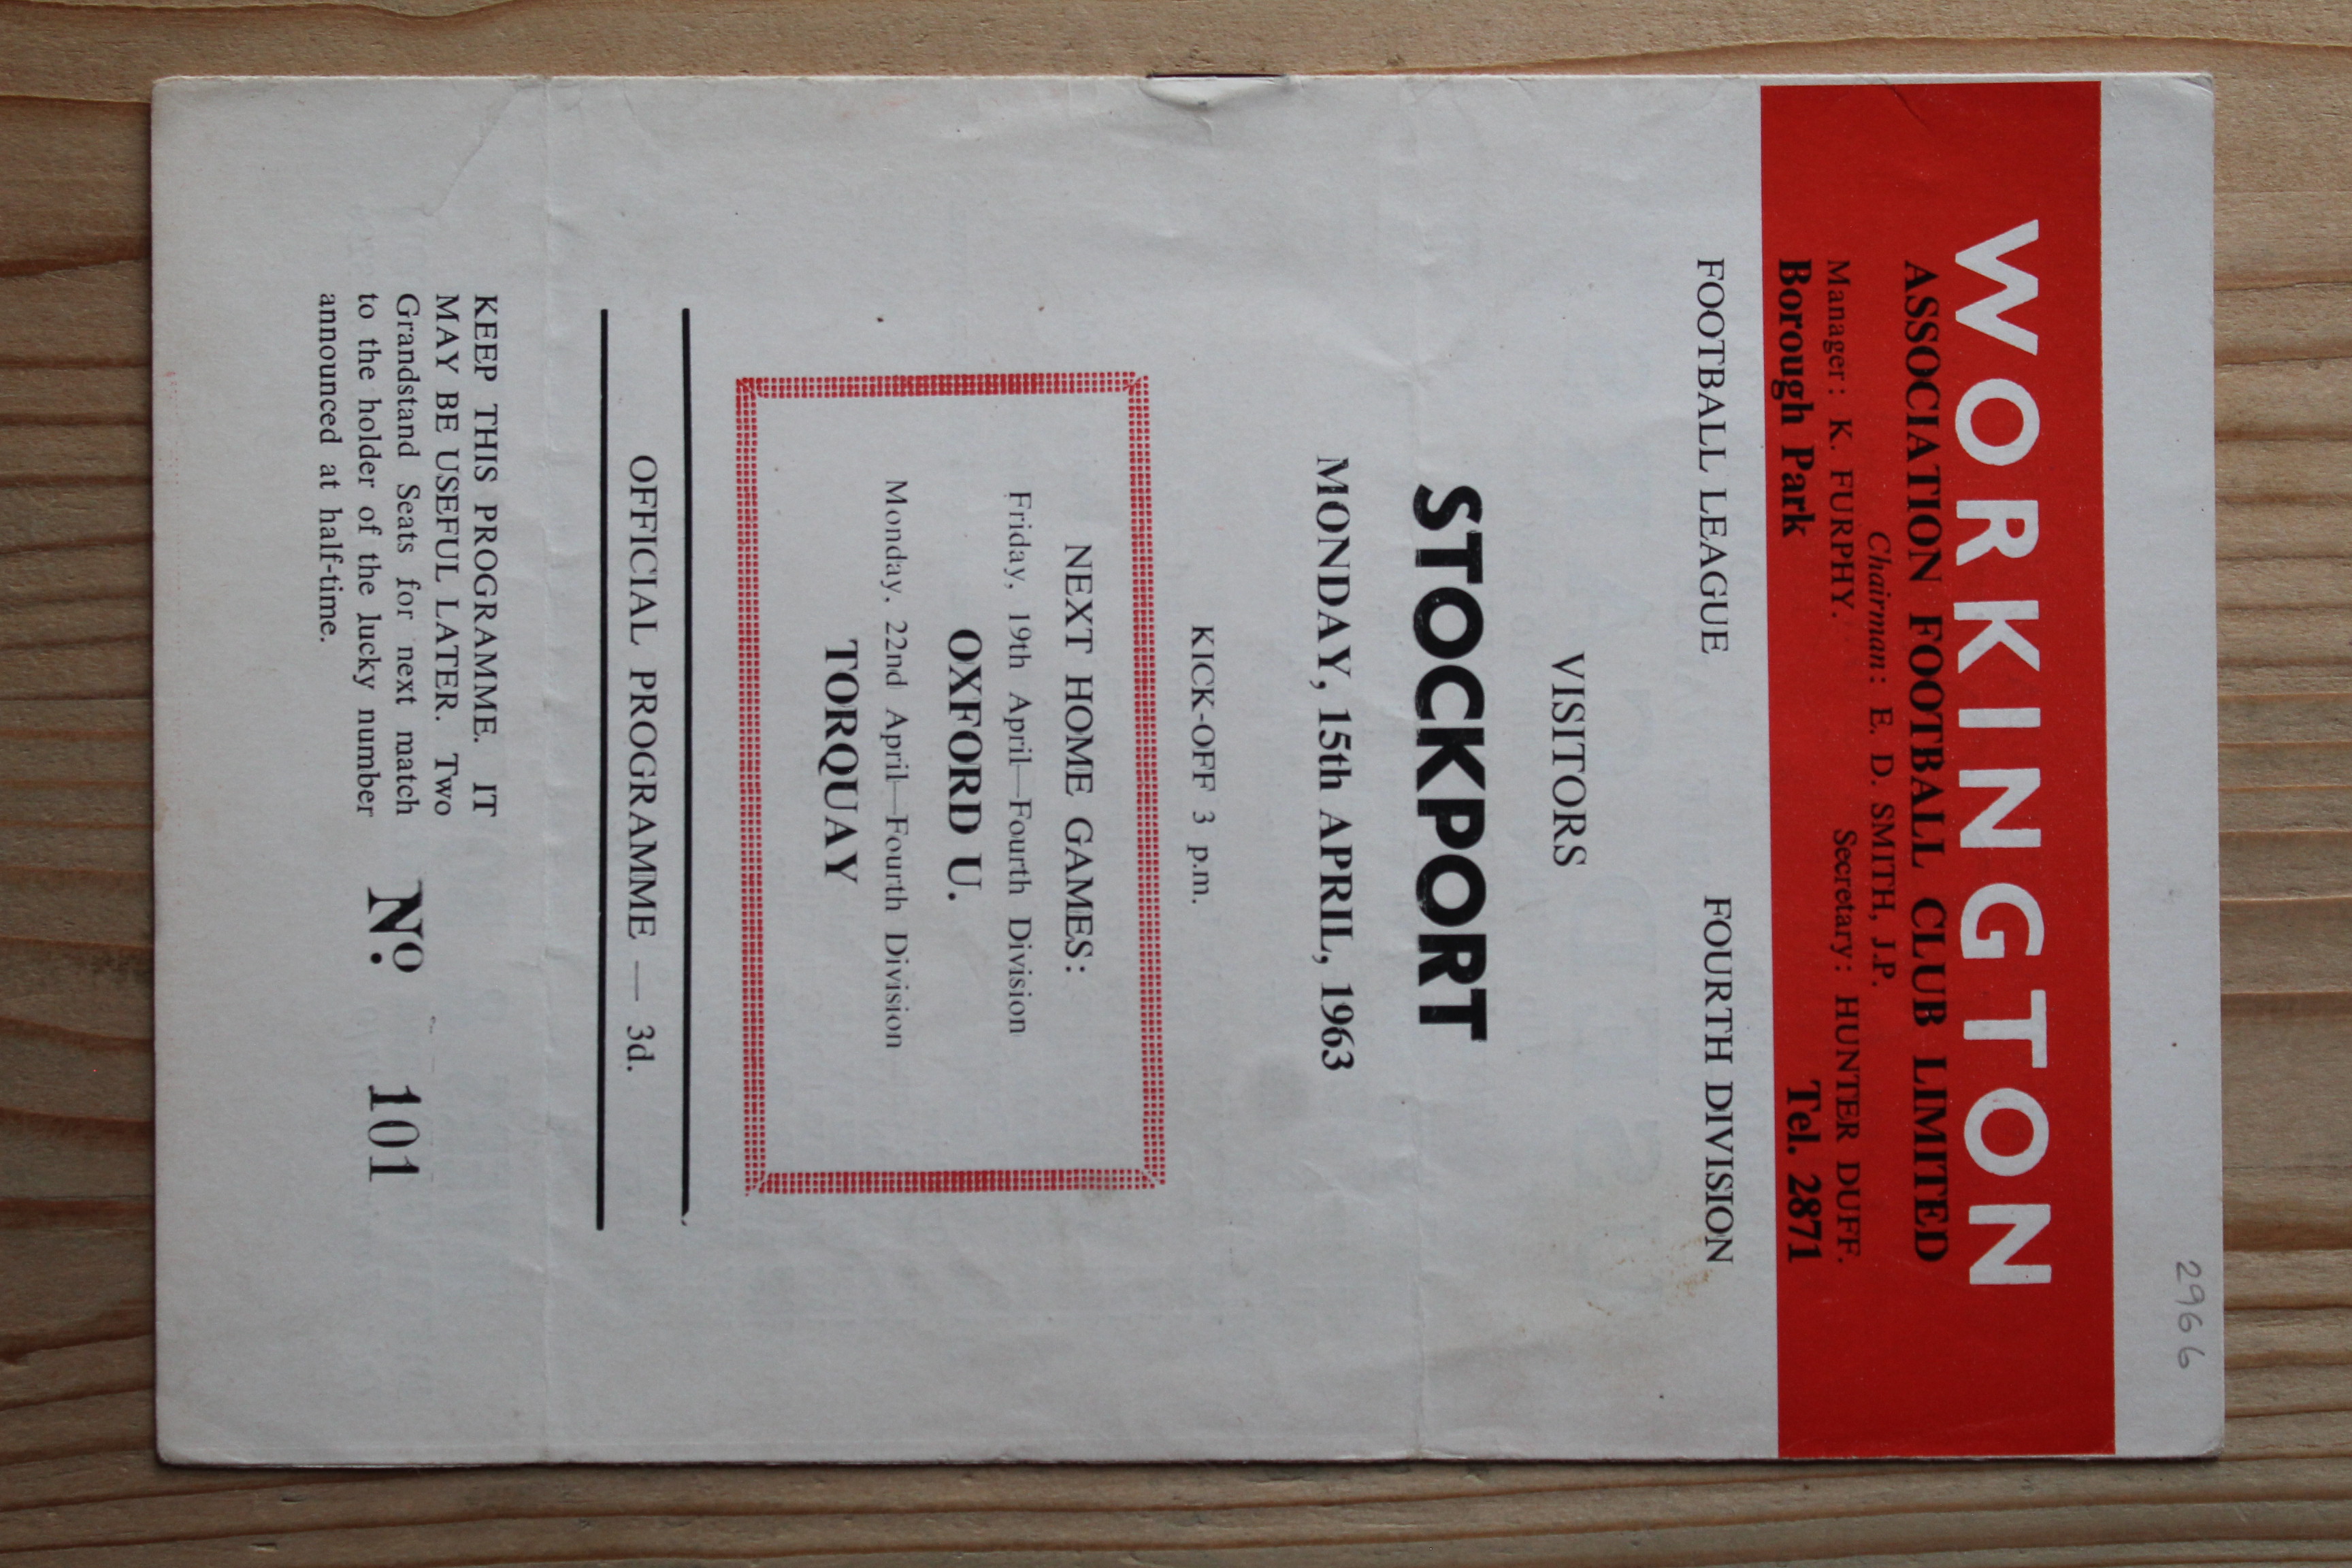 2966
WORKINGTON
ASSOCIATION FOOTBALL CLUB LIMITED
Chairman: E. D. SMITH, J.P.
Manager: K. FURPHY. Secretary: HUNTER DUFF.
Borough Park Tel. 2871
FOOTBALL LEAGUE FOURTH DIVISION
VISITORS
STOCKPORT
MONDAY, 15th APRIL, 1963
KICK-OFF 3 p.m.
NEXT HOME GAMES:
Friday, 19th April—Fourth Division
OXFORD U.
Monday, 22nd April—Fourth Division
TORQUAY
OFFICIAL PROGRAMME — 3d.
KEEP THIS PROGRAMME. IT
MAY BE USEFUL LATER. Two
Grandstand Seats for next match
to the holder of the lucky number
announced at half-time.
No. 101